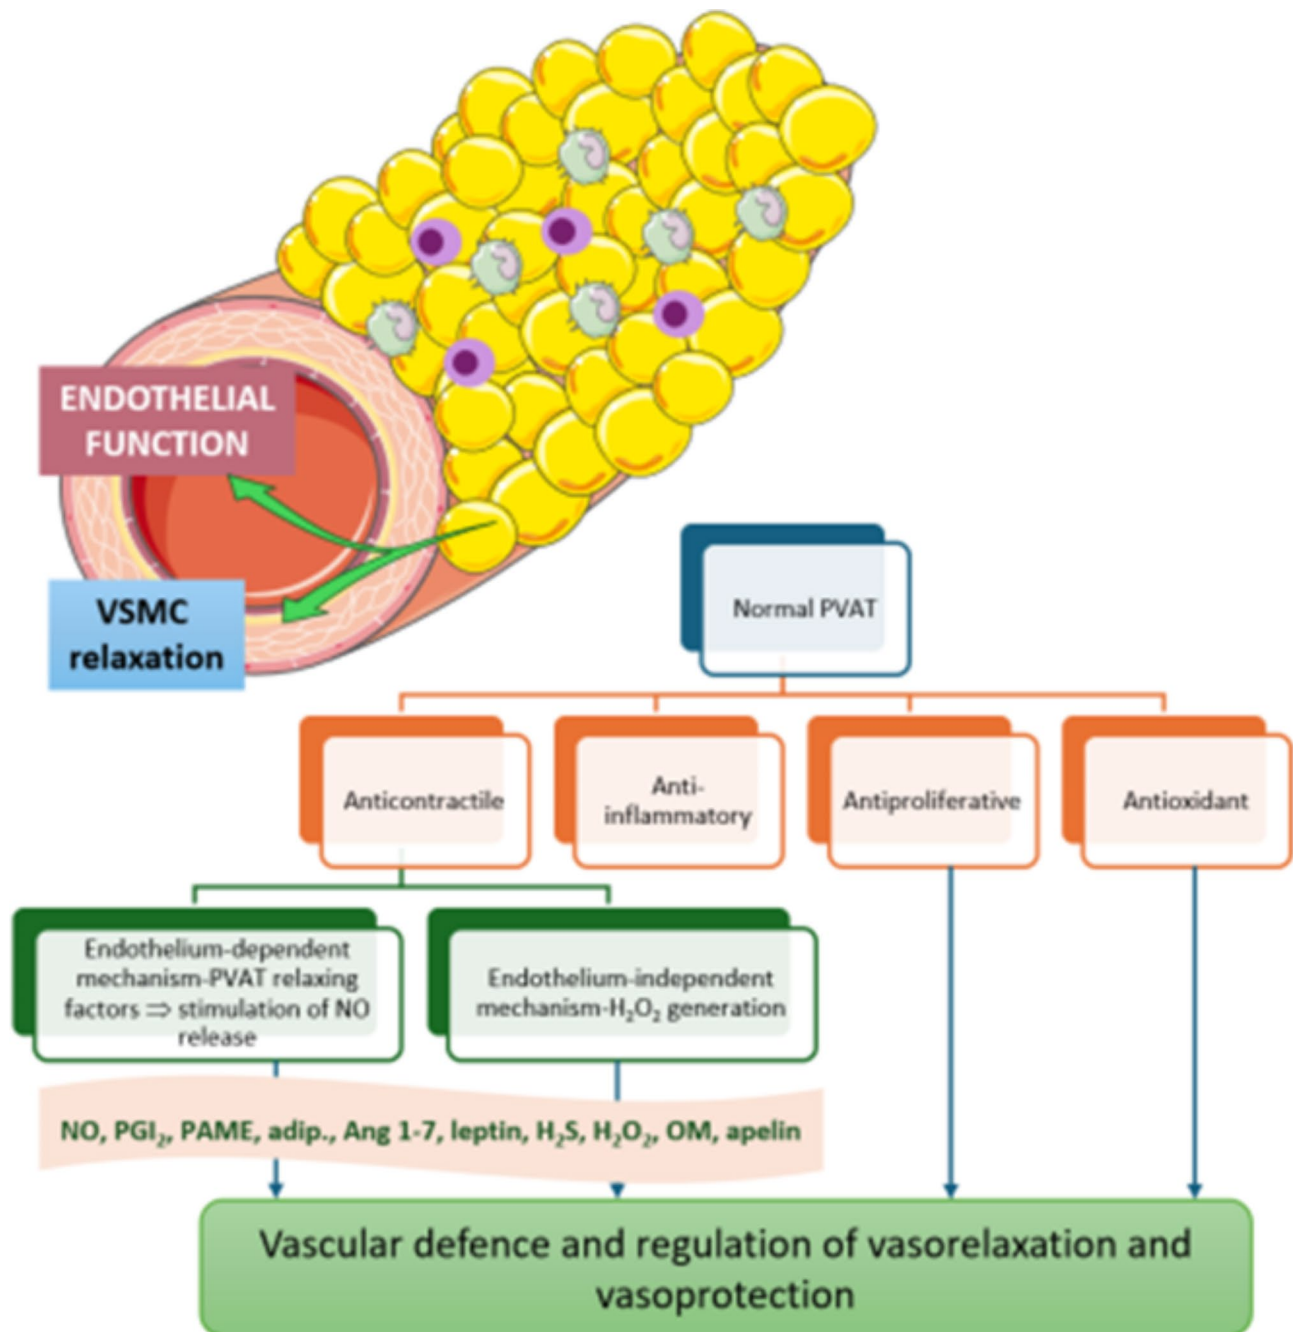 ENDOTHELIAL
FUNCTION
VSMC
relaxation
Normal PVAT
Anticontractile
Anti-
inflammatory
Antiproliferative
Antioxidant
Endothelium-dependent
mechanism-PVAT relaxing
factors ⇒ stimulation of NO
release
Endothelium-independent
mechanism-H₂O₂ generation
NO, PGI₂, PAME, adip., Ang 1-7, leptin, H₂S, H₂O₂, OM, apelin
Vascular defence and regulation of vasorelaxation and
vasoprotection